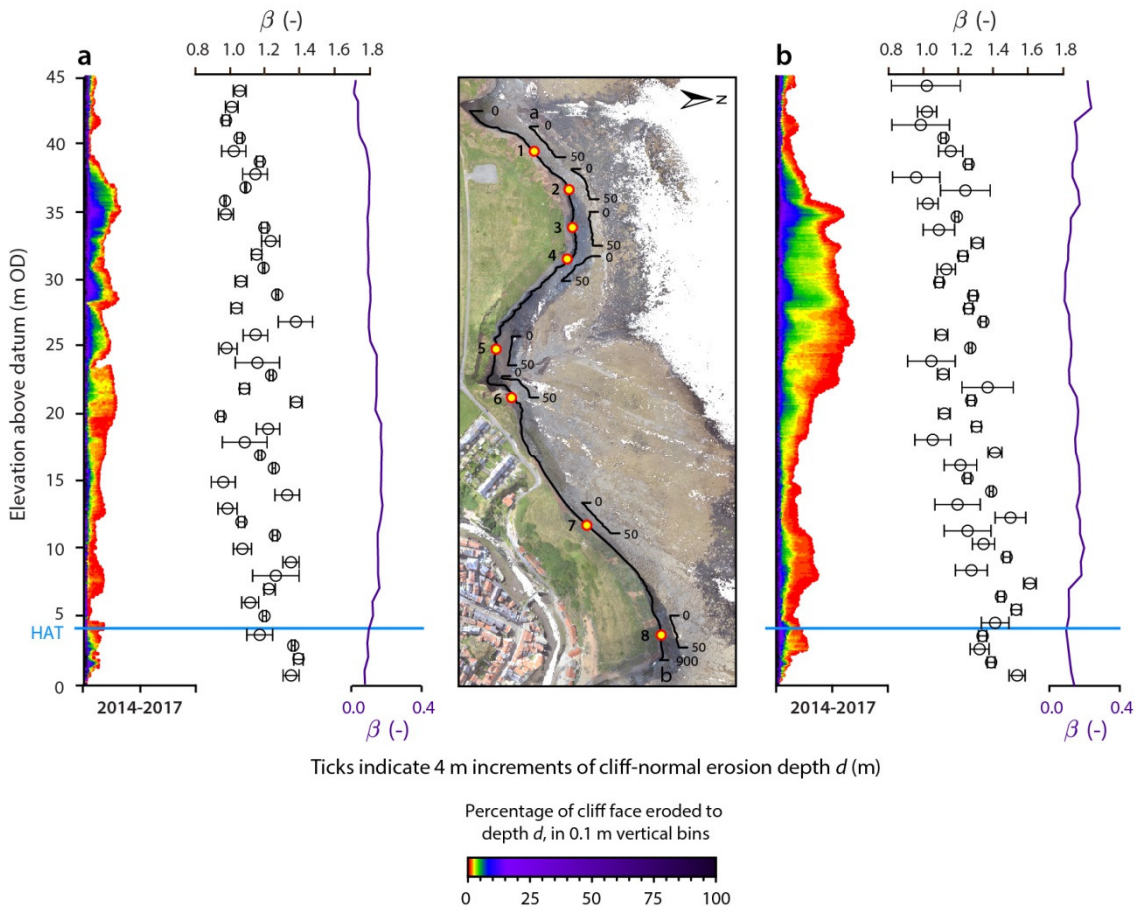 β (-)
0.8 1.0 1.2 1.4 1.6 1.8
a
45
40
35
30
25
20
15
10
5
0
Elevation above datum (m OD)
HAT
2014-2017
0.0 0.4
β (-)
N
0
a
0
1
50
0
2
50
0
3
50
0
4
50
0
5
50
0
6
50
0
7
50
0
8
50
900
b
β (-)
0.8 1.0 1.2 1.4 1.6 1.8
b
2014-2017
0.0 0.4
β (-)
Ticks indicate 4 m increments of cliff-normal erosion depth d (m)
Percentage of cliff face eroded to
depth d, in 0.1 m vertical bins
0 25 50 75 100